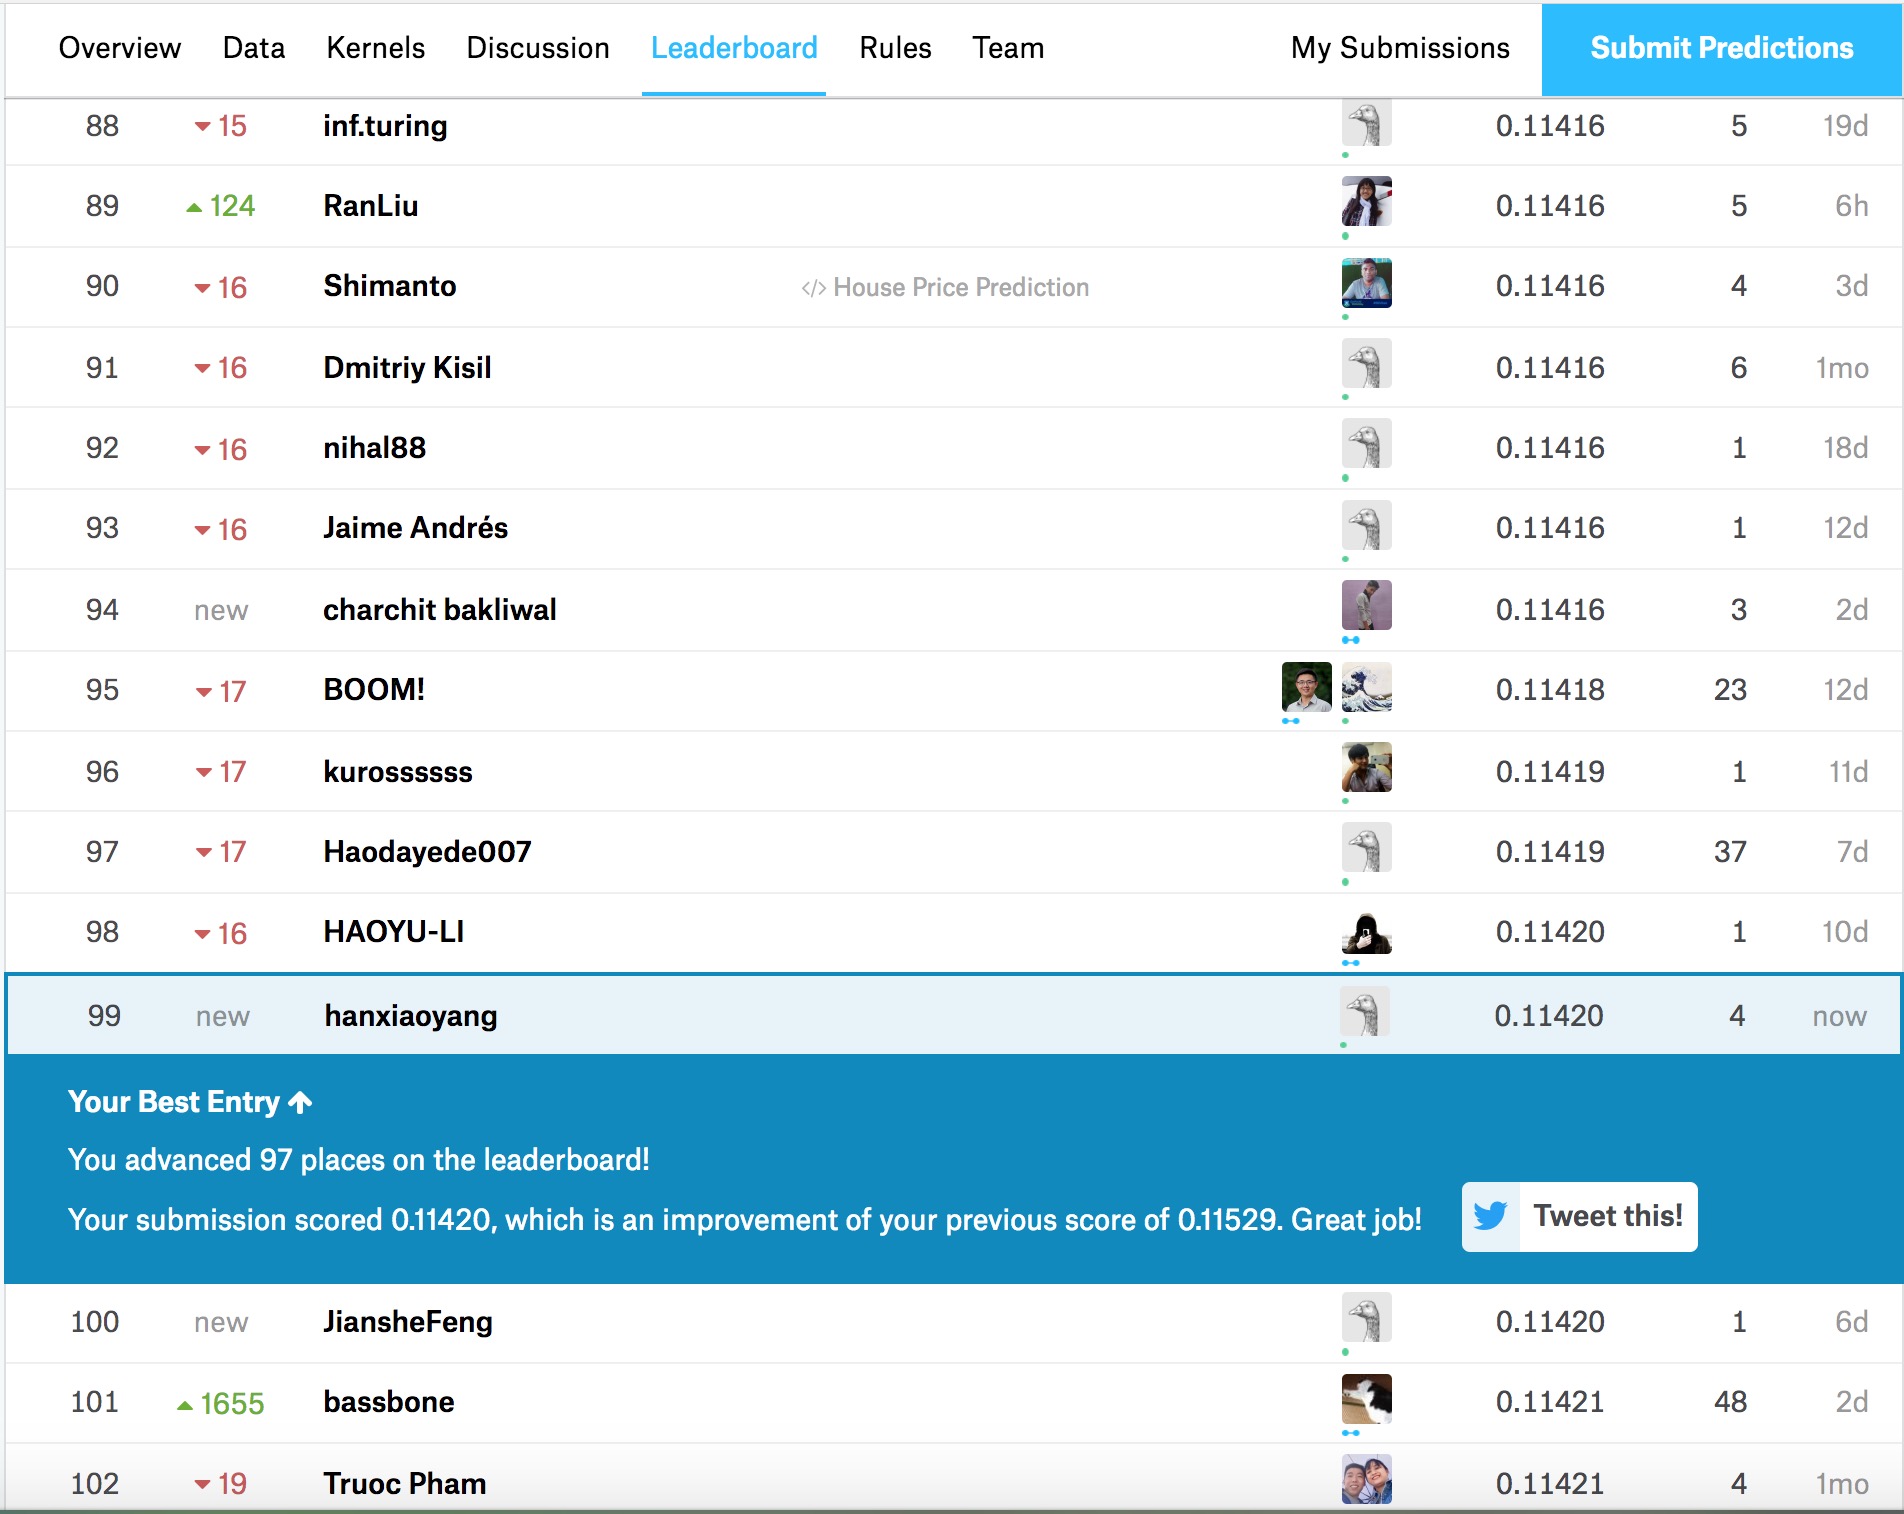 Overview Data Kernels Discussion Leaderboard Rules Team My Submissions Submit Predictions
88 15 inf.turing 0.11416 5 19d
89 124 RanLiu 0.11416 5 6h
90 16 Shimanto </> House Price Prediction 0.11416 4 3d
91 16 Dmitriy Kisil 0.11416 6 1mo
92 16 nihal88 0.11416 1 18d
93 16 Jaime Andrés 0.11416 1 12d
94 new charchit bakliwal 0.11416 3 2d
95 17 BOOM! 0.11418 23 12d
96 17 kurossssss 0.11419 1 11d
97 17 Haodayede007 0.11419 37 7d
98 16 HAOYU-LI 0.11420 1 10d
99 new hanxiaoyang 0.11420 4 now
Your Best Entry
You advanced 97 places on the leaderboard!
Your submission scored 0.11420, which is an improvement of your previous score of 0.11529. Great job! Tweet this!
100 new JiansheFeng 0.11420 1 6d
101 1655 bassbone 0.11421 48 2d
102 19 Truoc Pham 0.11421 4 1mo